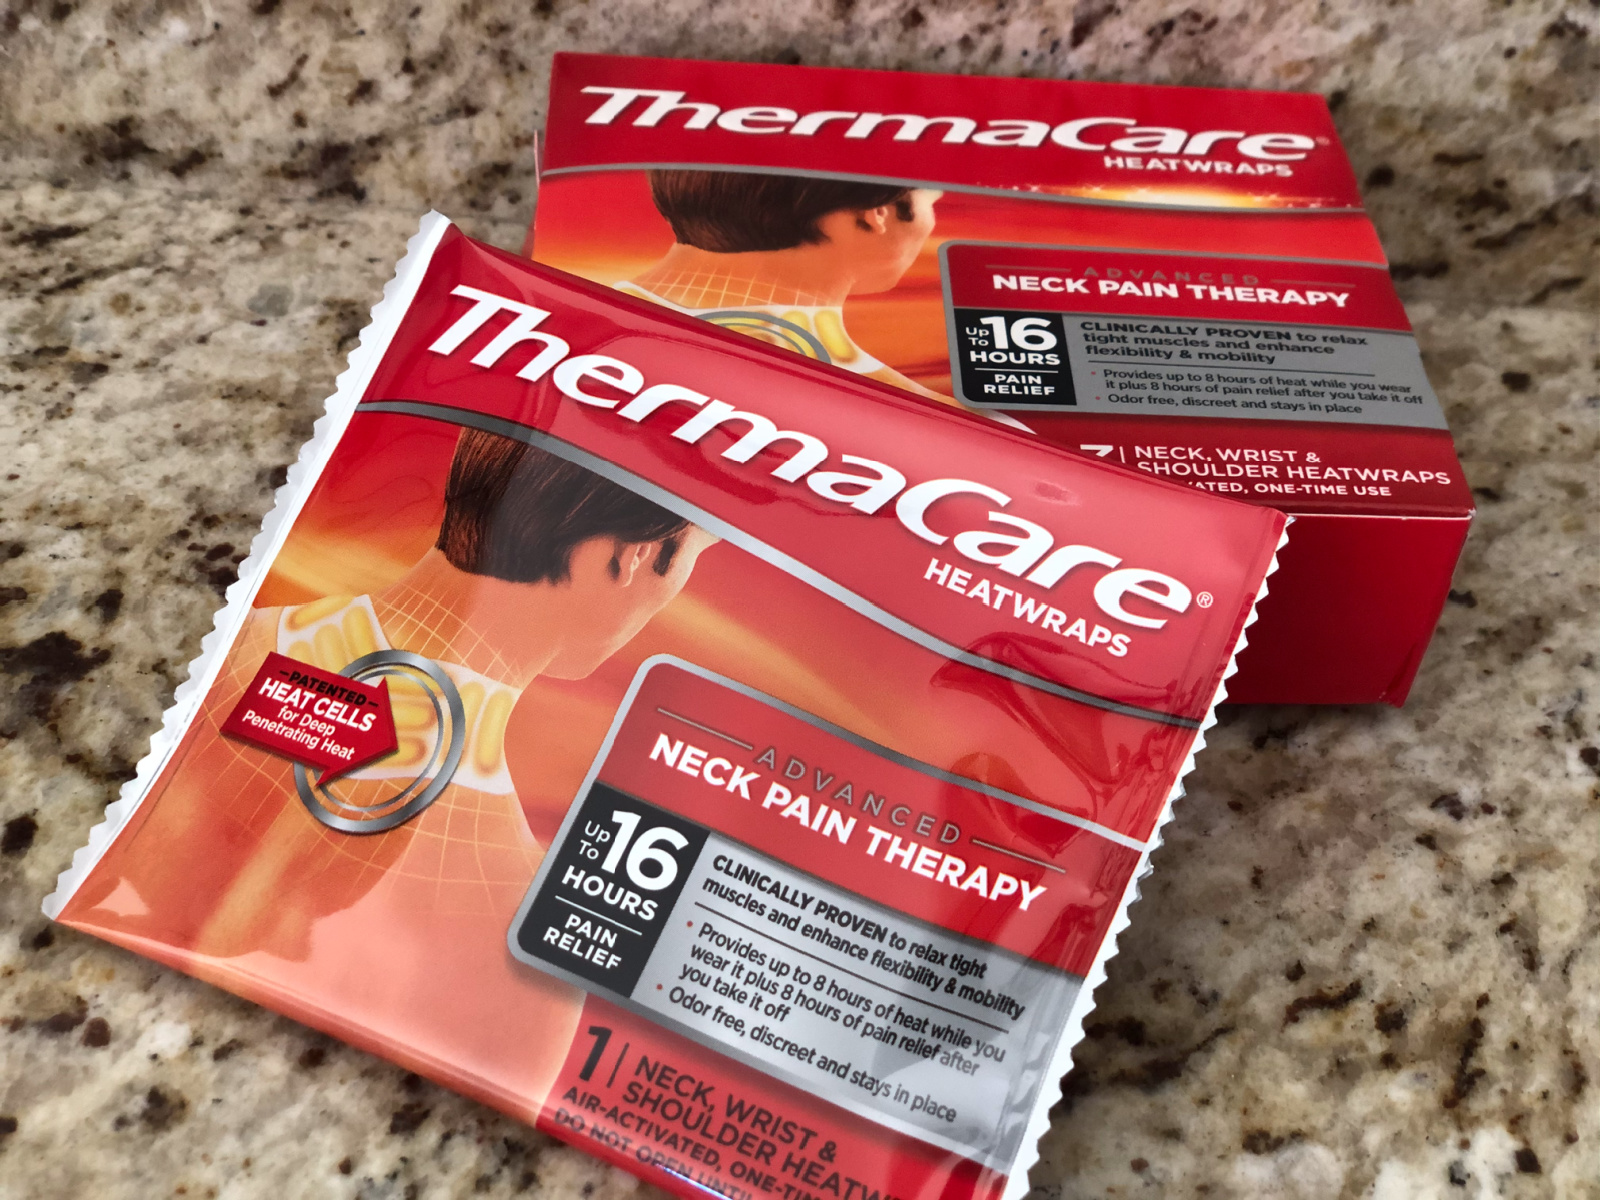 ThermaCare®
HEATWRAPS
ADVANCED
NECK PAIN THERAPY
Up To 16
HOURS
PAIN
RELIEF
CLINICALLY PROVEN to relax
tight muscles and enhance
flexibility & mobility
• Provides up to 8 hours of heat while you wear
it plus 8 hours of pain relief after you take it off
• Odor free, discreet and stays in place
NECK, WRIST &
SHOULDER HEATWRAPS
ONE-TIME USE
ThermaCare®
HEATWRAPS
PATENTED
HEAT CELLS
for Deep
Penetrating Heat
ADVANCED
NECK PAIN THERAPY
Up To 16
HOURS
PAIN
RELIEF
CLINICALLY PROVEN to relax tight
muscles and enhance flexibility & mobility
• Provides up to 8 hours of heat while you
wear it plus 8 hours of pain relief after
you take it off
• Odor free, discreet and stays in place
1 | NECK, WRIST &
SHOULDER HEATW
AIR-ACTIVATED, ONE-TIM
DO NOT OPEN UNTIL